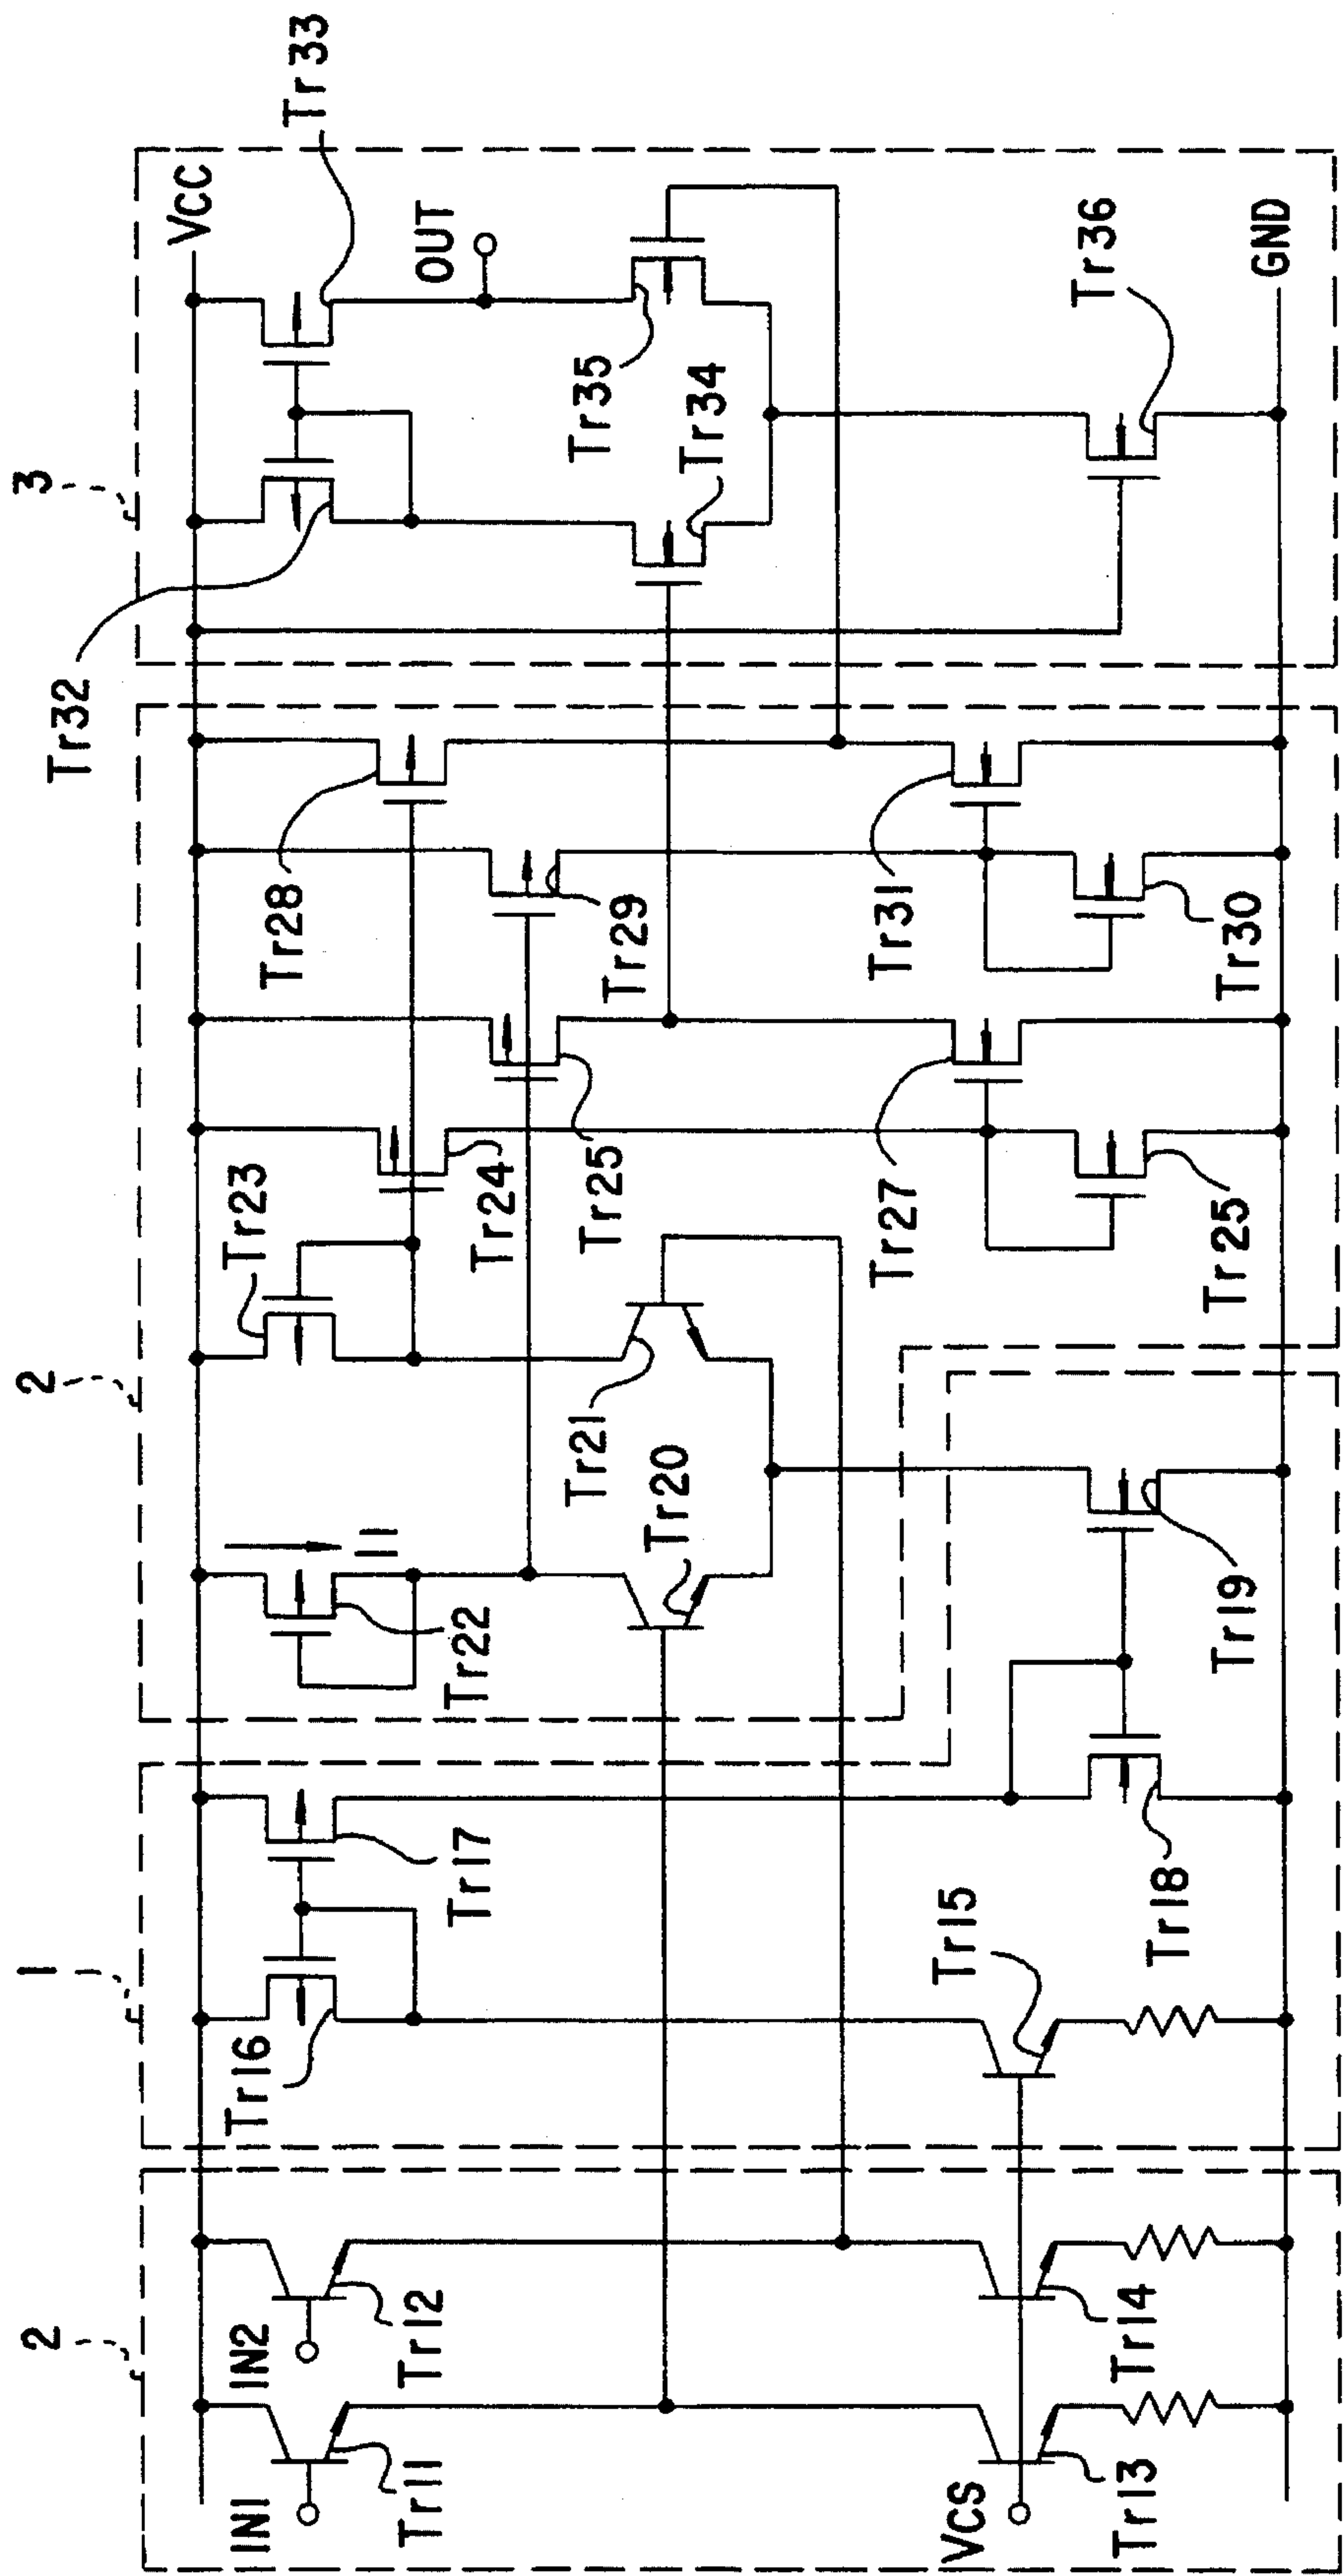 2
1
2
3
IN1
IN2
Tr11
Tr12
VCS
Tr13
Tr14
Tr16
Tr17
Tr15
Tr18
Tr19
I1
Tr22
Tr23
Tr20
Tr21
Tr24
Tr25
Tr28
Tr29
Tr27
Tr25
Tr31
Tr30
Tr32
Tr33
VCC
OUT
Tr35
Tr34
Tr36
GND